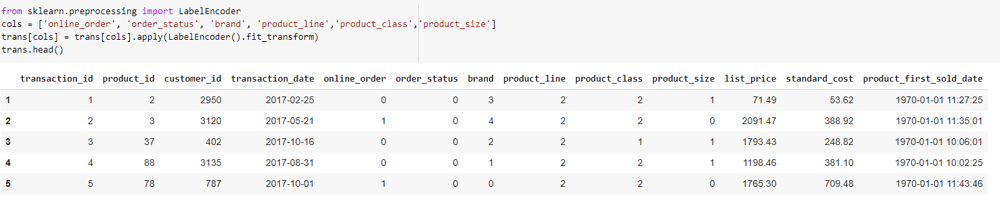 from sklearn.preprocessing import LabelEncoder
cols = ['online_order', 'order_status', 'brand', 'product_line','product_class','product_size']
trans[cols] = trans[cols].apply(LabelEncoder().fit_transform)
trans.head()
transaction_id product_id customer_id transaction_date online_order order_status brand product_line product_class product_size list_price standard_cost product_first_sold_date
1 1 2 2950 2017-02-25 0 0 3 2 2 1 71.49 53.62 1970-01-01 11:27:25
2 2 3 3120 2017-05-21 1 0 4 2 2 0 2091.47 388.92 1970-01-01 11:35:01
3 3 37 402 2017-10-16 0 0 2 2 1 1 1793.43 248.82 1970-01-01 10:06:01
4 4 88 3135 2017-08-31 0 0 1 2 2 1 1198.46 381.10 1970-01-01 10:02:25
5 5 78 787 2017-10-01 1 0 0 2 2 0 1765.30 709.48 1970-01-01 11:43:46